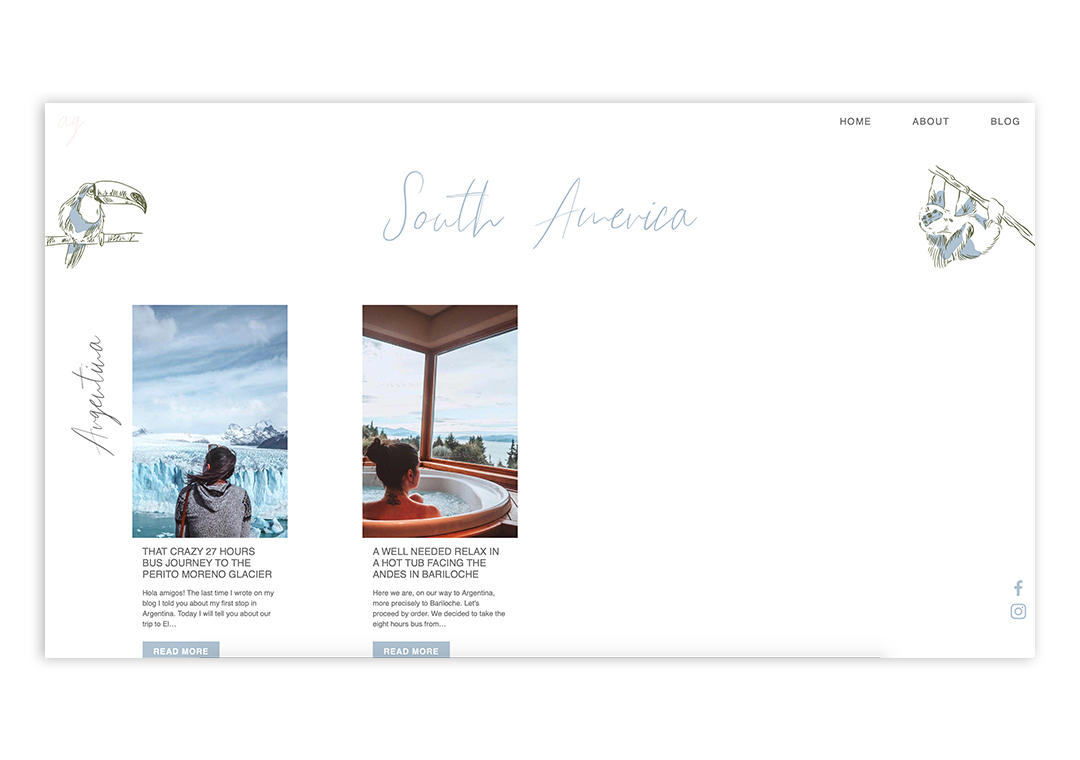 ag
HOME ABOUT BLOG
South America
Argentina
THAT CRAZY 27 HOURS
BUS JOURNEY TO THE
PERITO MORENO GLACIER
Hola amigos! The last time I wrote on my
blog I told you about my first stop in
Argentina. Today I will tell you about our
trip to El...
READ MORE
A WELL NEEDED RELAX IN
A HOT TUB FACING THE
ANDES IN BARILOCHE
Here we are, on our way to Argentina,
more precisely to Bariloche. Let's
proceed by order. We decided to take the
eight hours bus from...
READ MORE